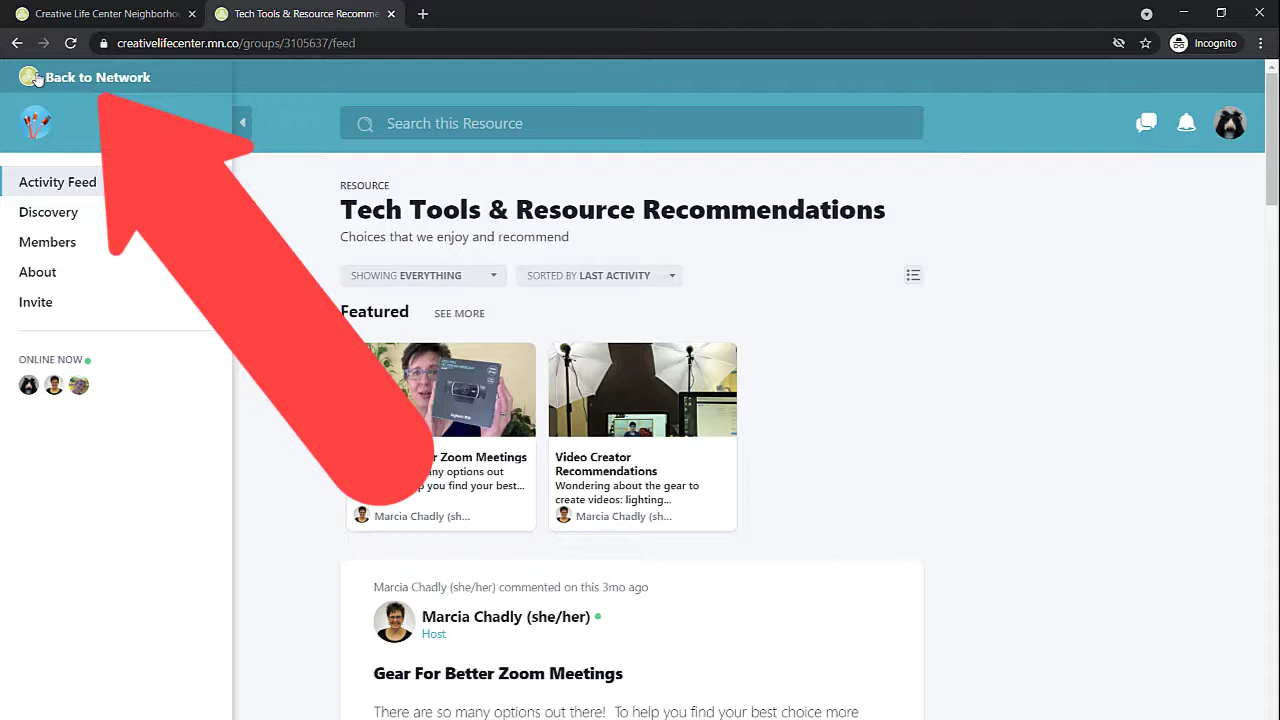 Creative Life Center Neighborhoo
Tech Tools & Resource Recomme
creativelifecenter.mn.co/groups/3105637/feed
Incognito
Back to Network
Search this Resource
Activity Feed
Discovery
Members
About
Invite
ONLINE NOW
RESOURCE
Tech Tools & Resource Recommendations
Choices that we enjoy and recommend
SHOWING EVERYTHING
SORTED BY LAST ACTIVITY
Featured
SEE MORE
r Zoom Meetings
any options out
p you find your best...
Marcia Chadly (sh...
Video Creator
Recommendations
Wondering about the gear to
create videos: lighting...
Marcia Chadly (sh...
Marcia Chadly (she/her) commented on this 3mo ago
Marcia Chadly (she/her)
Host
Gear For Better Zoom Meetings
There are so many options out there! To help you find your best choice more